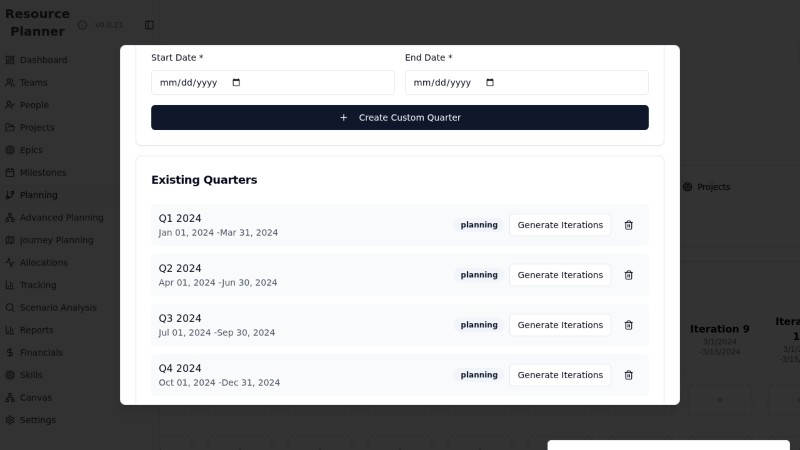 Resource
Planner
v0.0.21
Dashboard
Teams
People
Projects
Epics
Milestones
Planning
Advanced Planning
Journey Planning
Allocations
Tracking
Scenario Analysis
Reports
Financials
Skills
Canvas
Settings
Start Date *
End Date *
mm/dd/yyyy
mm/dd/yyyy
Create Custom Quarter
Existing Quarters
Q1 2024
Jan 01, 2024 -Mar 31, 2024
planning
Generate Iterations
Q2 2024
Apr 01, 2024 -Jun 30, 2024
planning
Generate Iterations
Q3 2024
Jul 01, 2024 -Sep 30, 2024
planning
Generate Iterations
Q4 2024
Oct 01, 2024 -Dec 31, 2024
planning
Generate Iterations
Projects
Iteration 9
3/1/2024
-3/15/2024